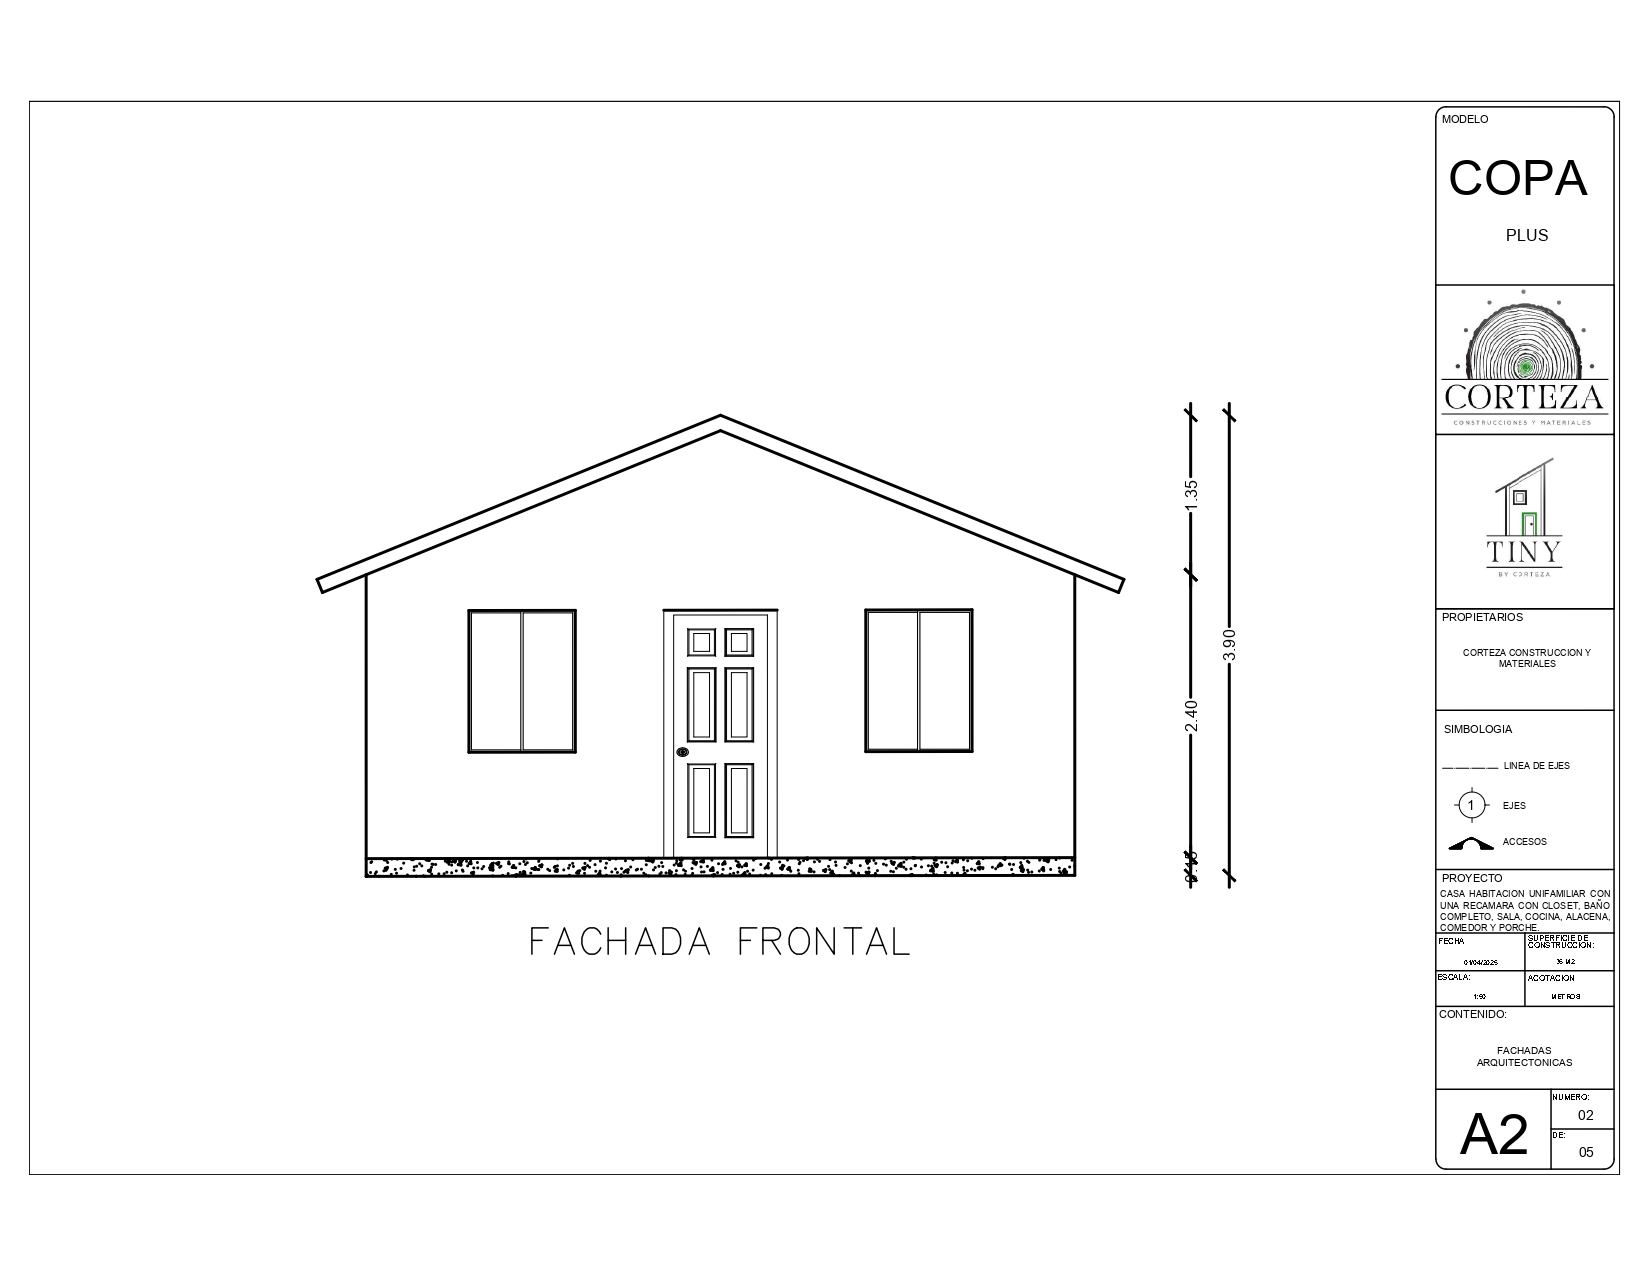 MODELO
COPA
PLUS
CORTEZA
CONSTRUCCIONES Y MATERIALES
TINY
BY CORTEZA
PROPIETARIOS
CORTEZA CONSTRUCCION Y
MATERIALES
SIMBOLOGIA
LINEA DE EJES
1
EJES
ACCESOS
PROYECTO
CASA HABITACION UNIFAMILIAR CON
UNA RECAMARA CON CLOSET, BAÑO
COMPLETO, SALA, COCINA, ALACENA,
COMEDOR Y PORCHE.
FECHA
01/04/2025
SUPERFICIE DE
CONSTRUCCION:
36 M2
ESCALA:
1:50
ACOTACION
METROS
CONTENIDO:
FACHADAS
ARQUITECTONICAS
A2
NUMERO:
02
DE:
05
1.35
2.40
0.15
3.90
FACHADA FRONTAL